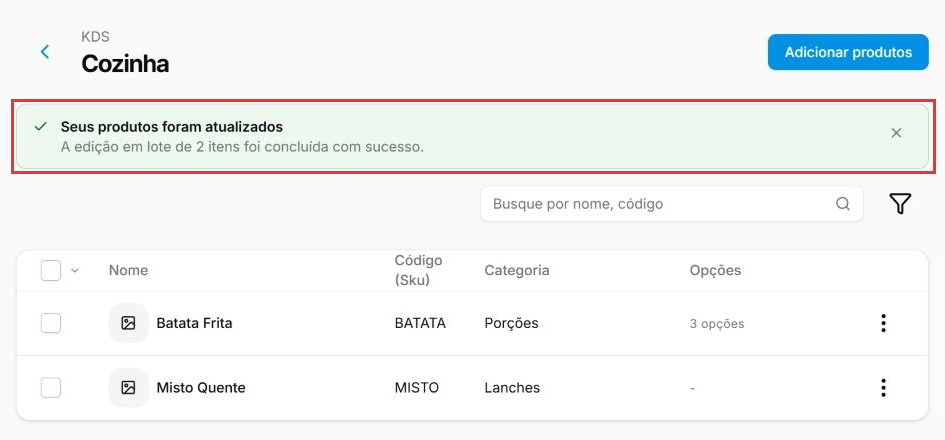 KDS
Cozinha
Adicionar produtos
Seus produtos foram atualizados
A edição em lote de 2 itens foi concluída com sucesso.
Busque por nome, código
Nome
Código
(Sku)
Categoria
Opções
Batata Frita BATATA Porções 3 opções
Misto Quente MISTO Lanches -